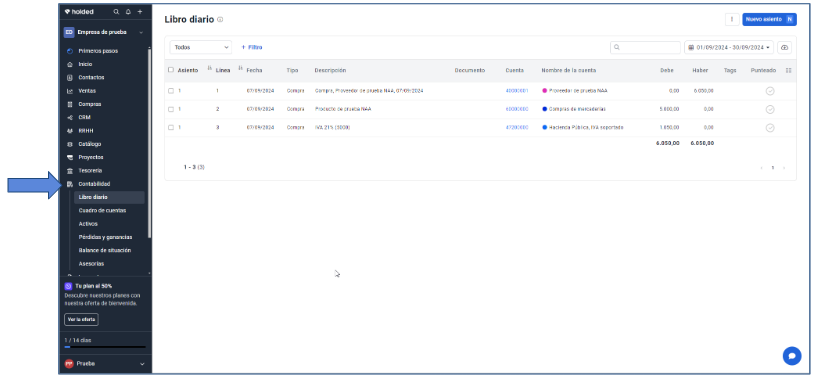 holded
Empresa de prueba
Primeros pasos
Inicio
Contactos
Ventas
Compras
CRM
RRHH
Catálogo
Proyectos
Tesorería
Contabilidad
Libro diario
Cuadro de cuentas
Activos
Pérdidas y ganancias
Balance de situación
Asesorías
Tu plan al 50%
Descubre nuestros planes con
nuestra oferta de bienvenida.
Ver la oferta
1 / 14 días
PP Prueba
Libro diario
Nuevo asiento N
Todos + Filtro 01/09/2024 - 30/09/2024
Asiento Línea Fecha Tipo Descripción Documento Cuenta Nombre de la cuenta Debe Haber Tags Punteado
1 1 07/09/2024 Compra Compra, Proveedor de prueba NAA, 07/09/2024 Proveedor de prueba NAA 0,00 6.050,00
1 2 07/09/2024 Compra Producto de prueba NAA Compras de mercaderías 5.000,00 0,00
1 3 07/09/2024 Compra IVA 21% Hacienda Pública, IVA soportado 1.050,00 0,00
6.050,00 6.050,00
1 - 3 (3) 1